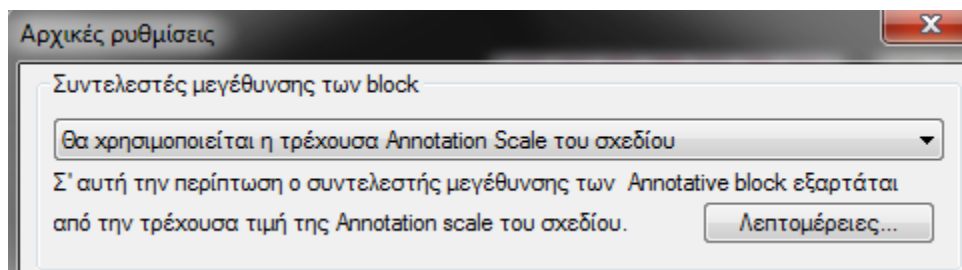 Αρχικές ρυθμίσεις
Συντελεστές μεγέθυνσης των block
Θα χρησιμοποιείται η τρέχουσα Annotation Scale του σχεδίου
Σ' αυτή την περίπτωση ο συντελεστής μεγέθυνσης των Annotative block εξαρτάται
από την τρέχουσα τιμή της Annotation scale του σχεδίου. Λεπτομέρειες...